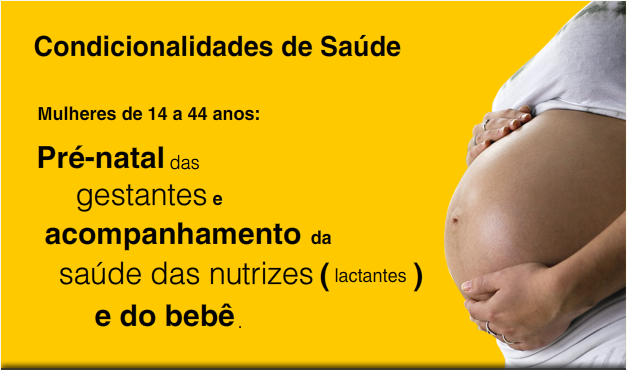 Condicionalidades de Saúde
Mulheres de 14 a 44 anos:
Pré-natal das
gestantes e
acompanhamento da
saúde das nutrizes ( lactantes )
e do bebê.